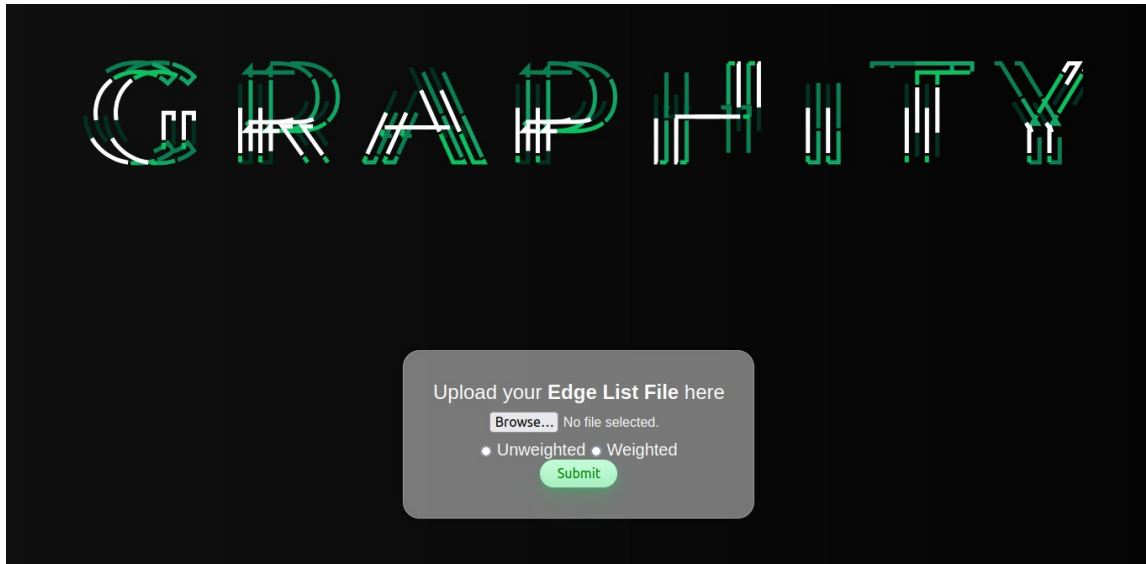 GRAPHiTY
Upload your Edge List File here
Browse... No file selected.
Unweighted Weighted
Submit